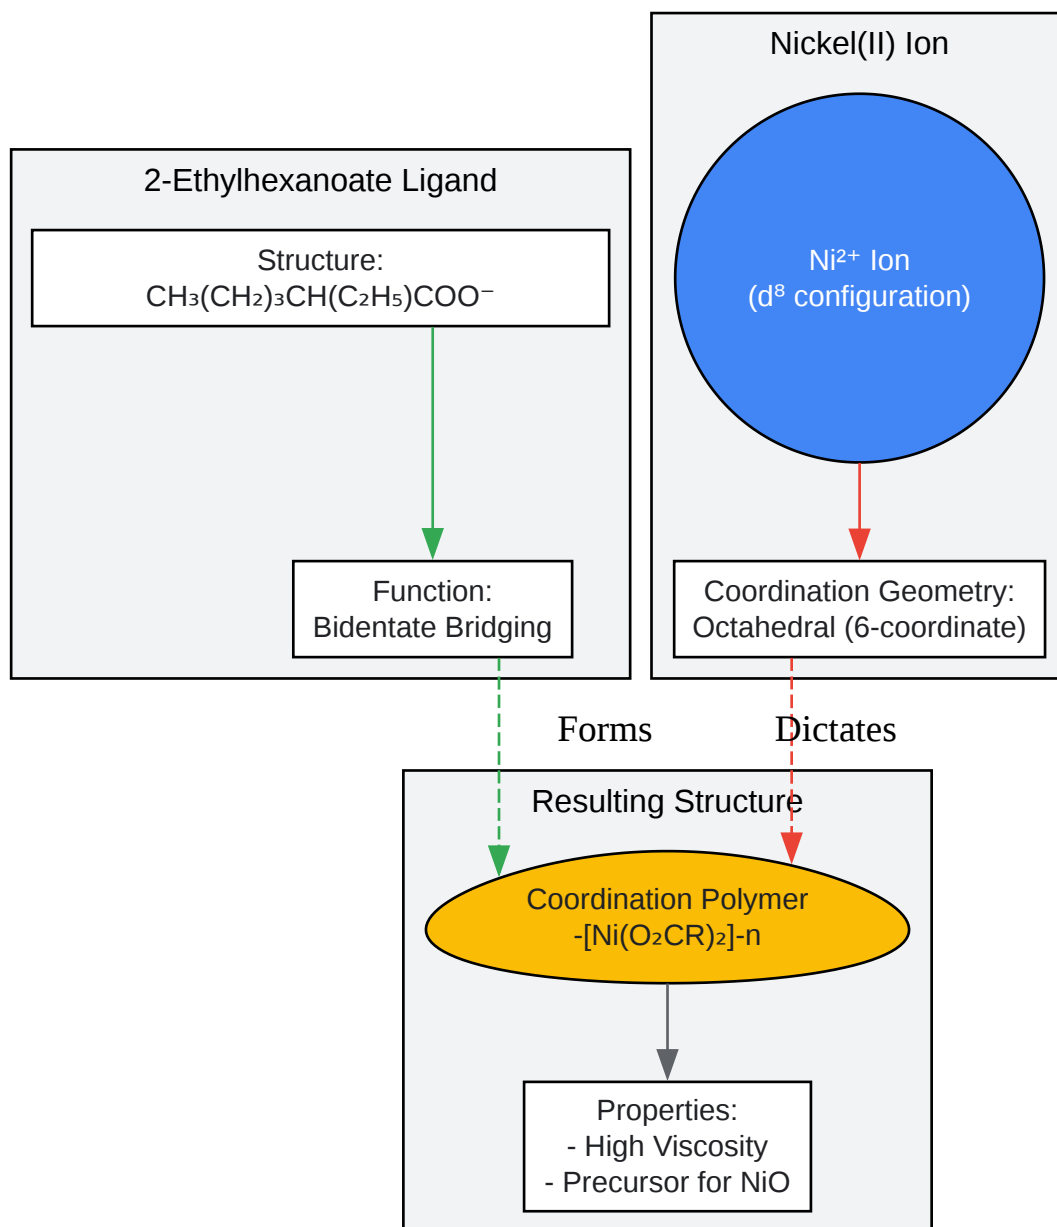 Nickel(II) Ion
Ni²⁺ Ion
(d⁸ configuration)
Coordination Geometry:
Octahedral (6-coordinate)
2-Ethylhexanoate Ligand
Structure:
CH₃(CH₂)₃CH(C₂H₅)COO⁻
Function:
Bidentate Bridging
Forms
Dictates
Resulting Structure
Coordination Polymer
-[Ni(O₂CR)₂]-n
Properties:
- High Viscosity
- Precursor for NiO